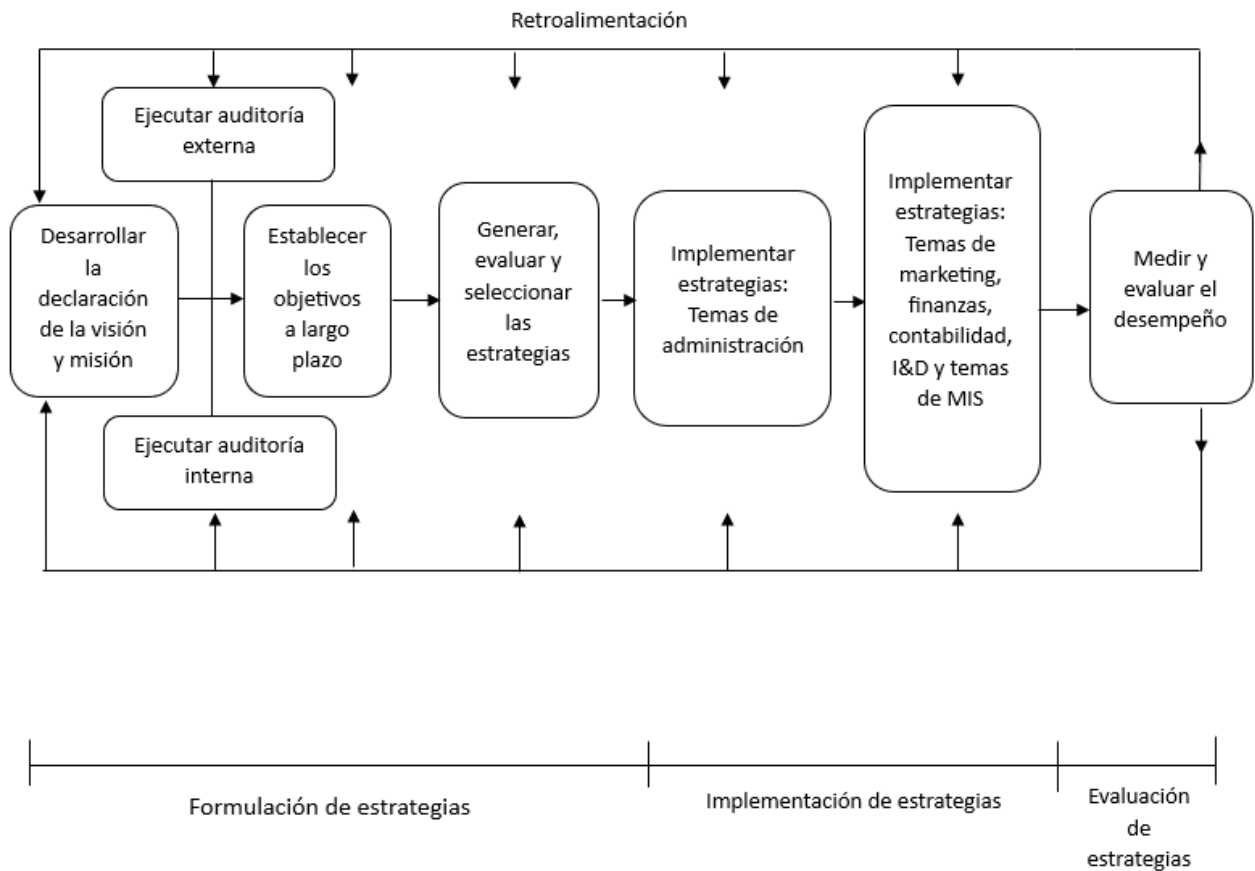 Retroalimentación
Ejecutar auditoría
externa
Desarrollar
la
declaración
de la visión
y misión
Ejecutar auditoría
interna
Establecer
los
objetivos
a largo
plazo
Generar,
evaluar y
seleccionar
las
estrategias
Implementar
estrategias:
Temas de
administración
Implementar
estrategias:
Temas de
marketing,
finanzas,
contabilidad,
I&D y temas
de MIS
Medir y
evaluar el
desempeño
Formulación de estrategias
Implementación de estrategias
Evaluación
de
estrategias